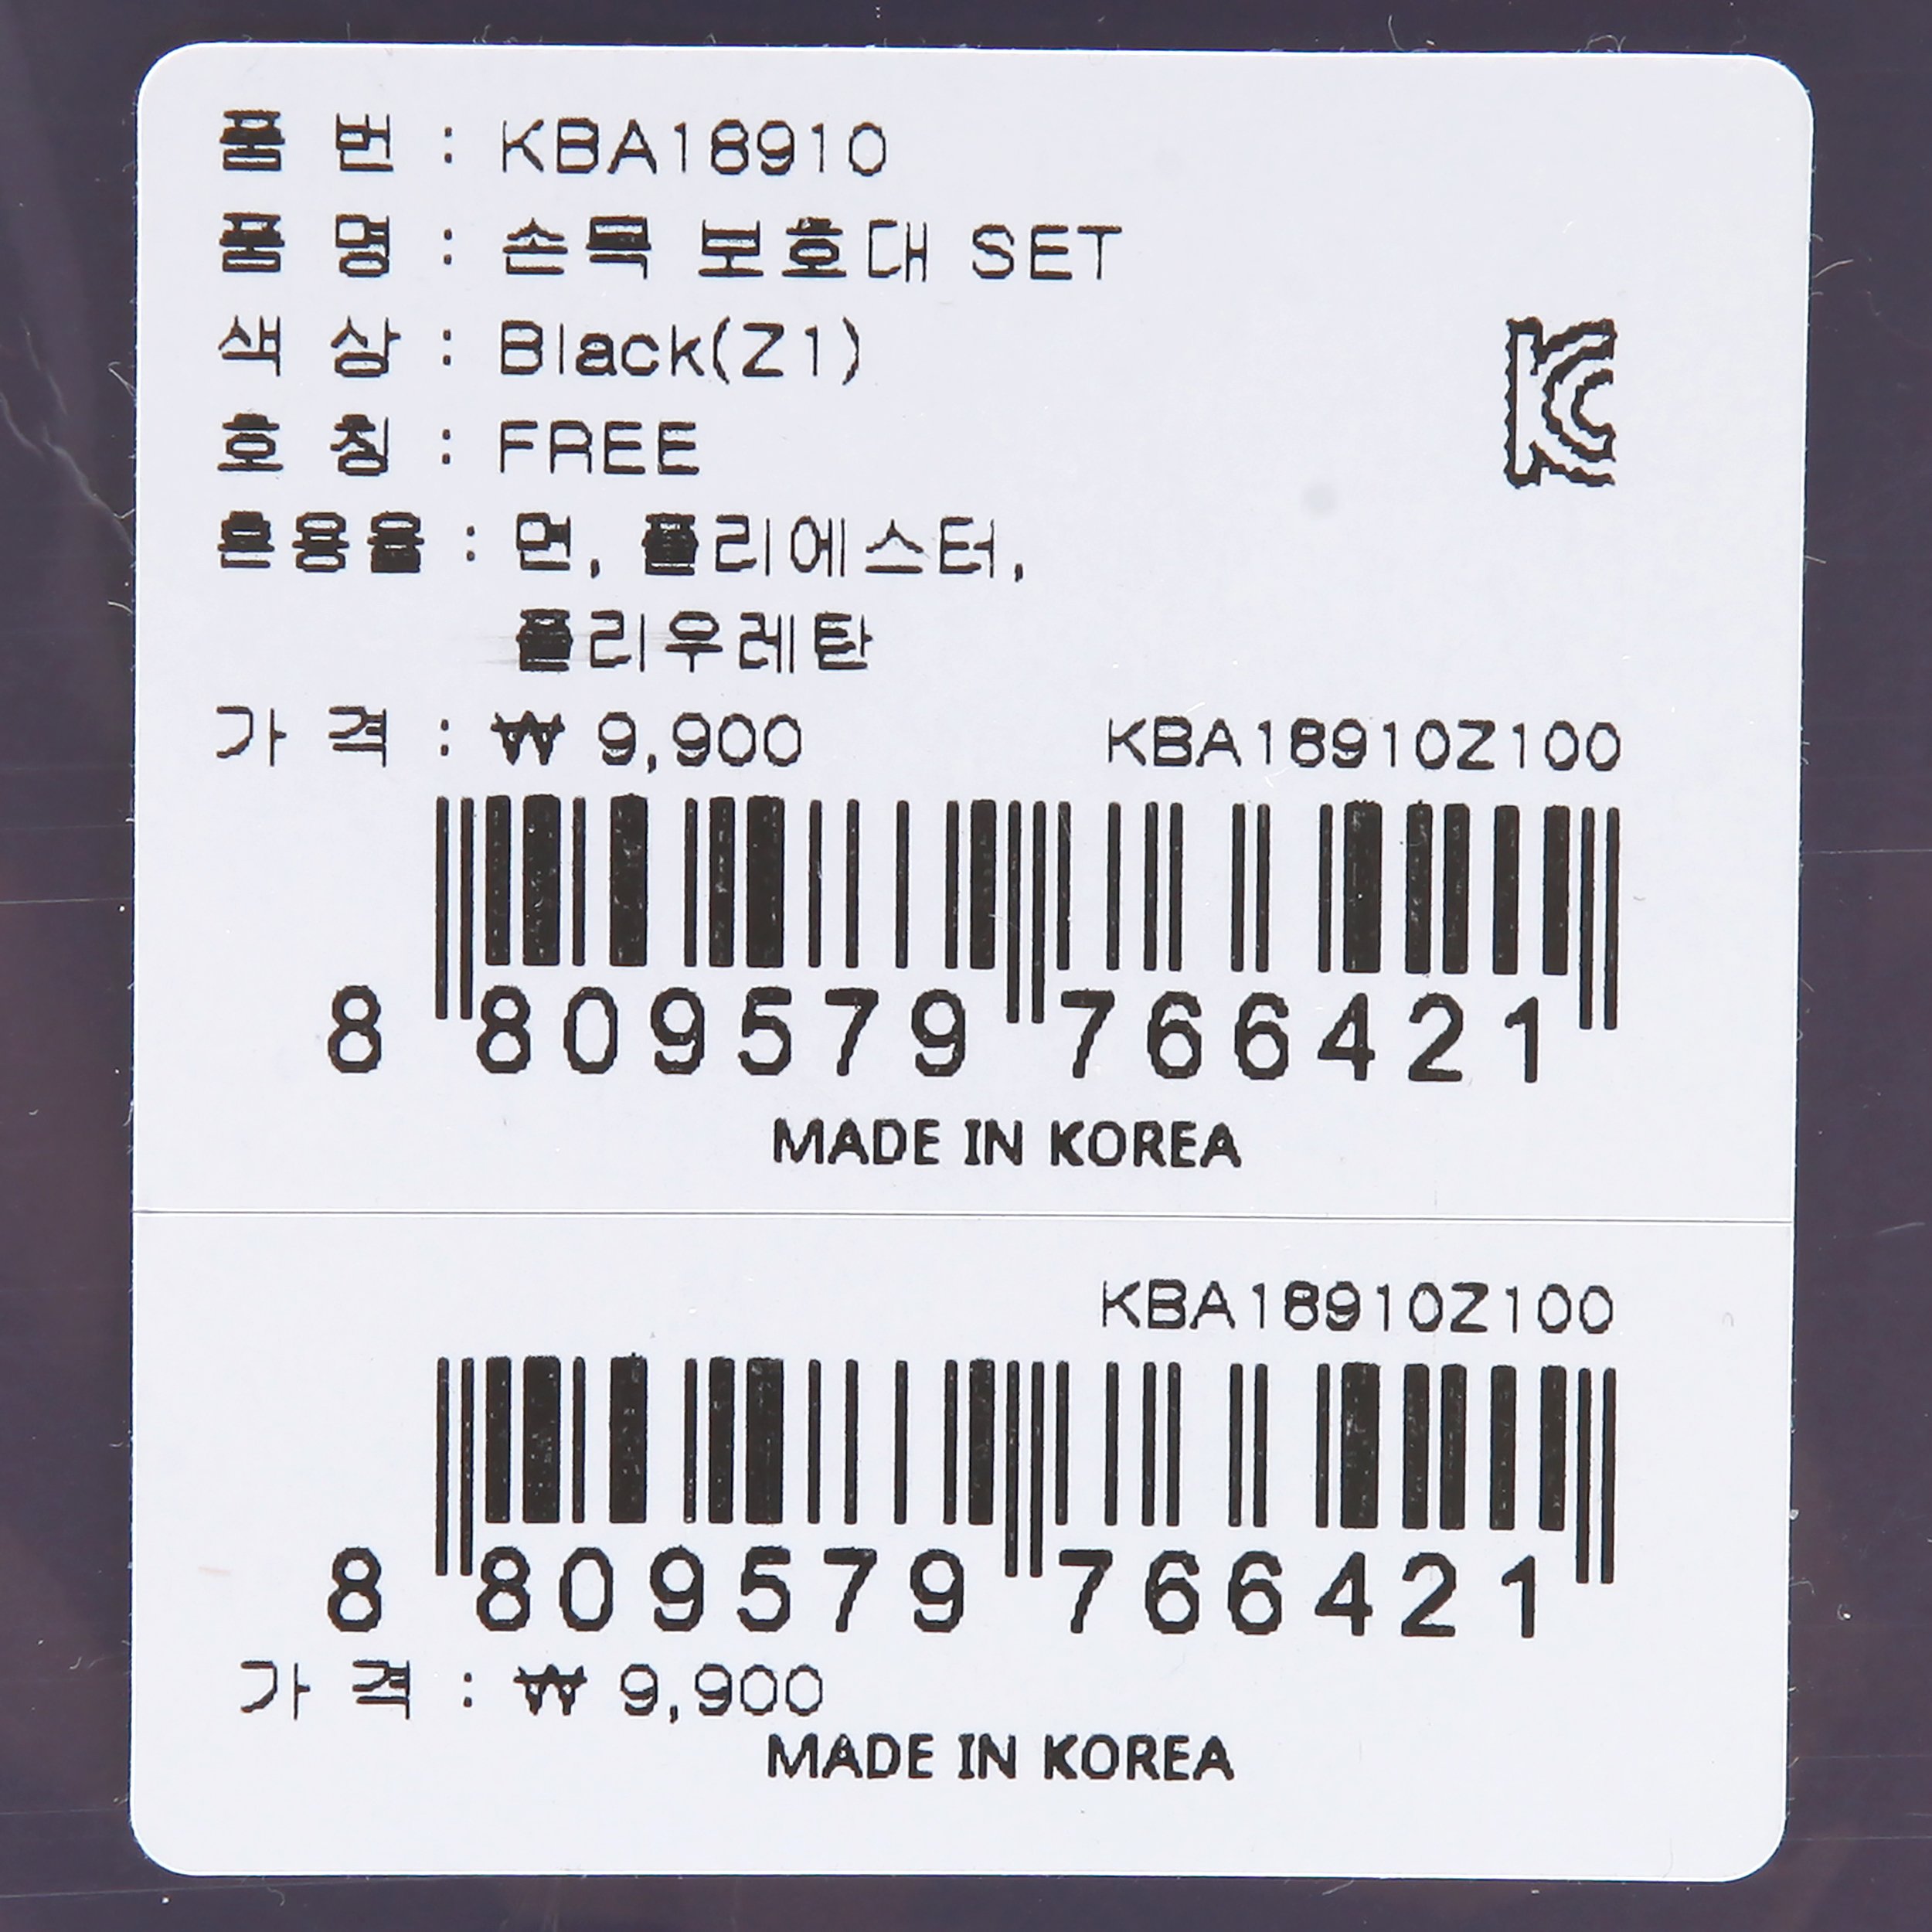 품 번 : KBA18910
품 명 : 손목 보호대 SET
색 상 : Black(Z1)
호 칭 : FREE
혼용율 : 면, 폴리에스터,
폴리우레탄
가 격 : ₩ 9,900 KBA18910Z100
8 809579 766421
MADE IN KOREA
KBA18910Z100
8 809579 766421
가 격 : ₩ 9,900
MADE IN KOREA